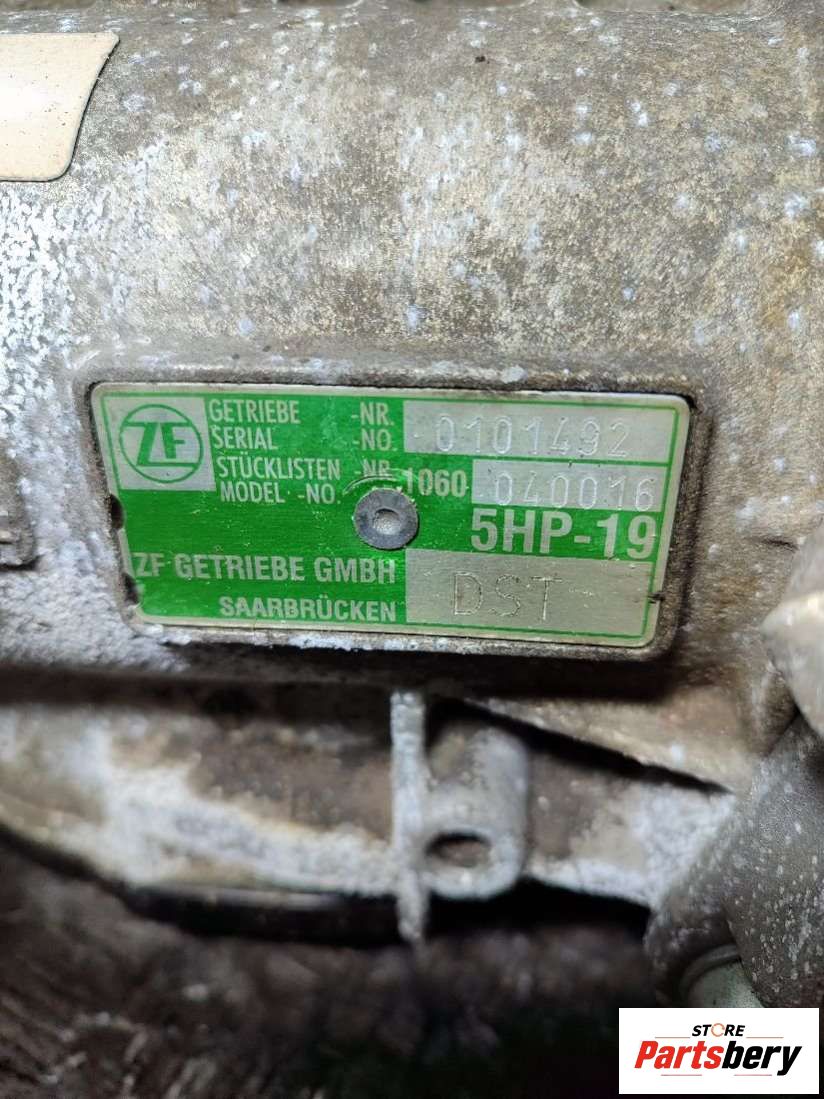 ZF
GETRIEBE -NR.
SERIAL -NO. 0101492
STÜCKLISTEN -NR.
MODEL -NO. 1060 040016
5HP-19
ZF GETRIEBE GMBH
SAARBRÜCKEN
DST
STORE
Partsbery